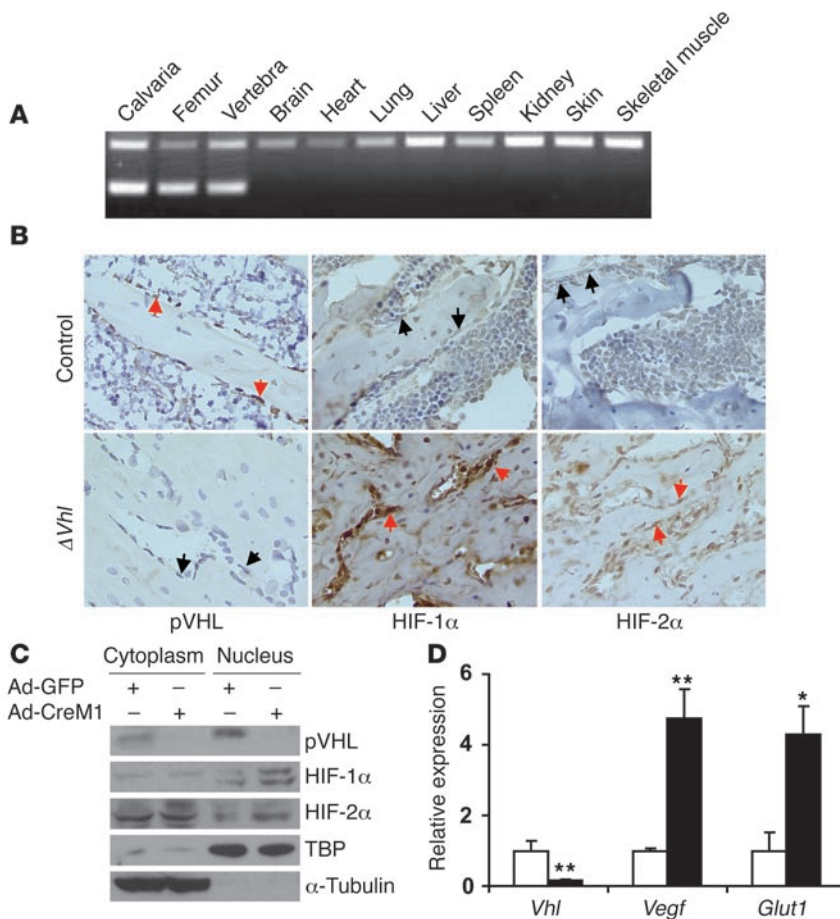 A
Calvaria Femur Vertebra Brain Heart Lung Liver Spleen Kidney Skin Skeletal muscle
B
Control
ΔVhl
pVHL HIF-1α HIF-2α
C
Cytoplasm Nucleus
Ad-GFP + – + –
Ad-CreM1 – + – +
pVHL
HIF-1α
HIF-2α
TBP
α-Tubulin
D
Relative expression
6
4
2
0
** ** *
Vhl Vegf Glut1